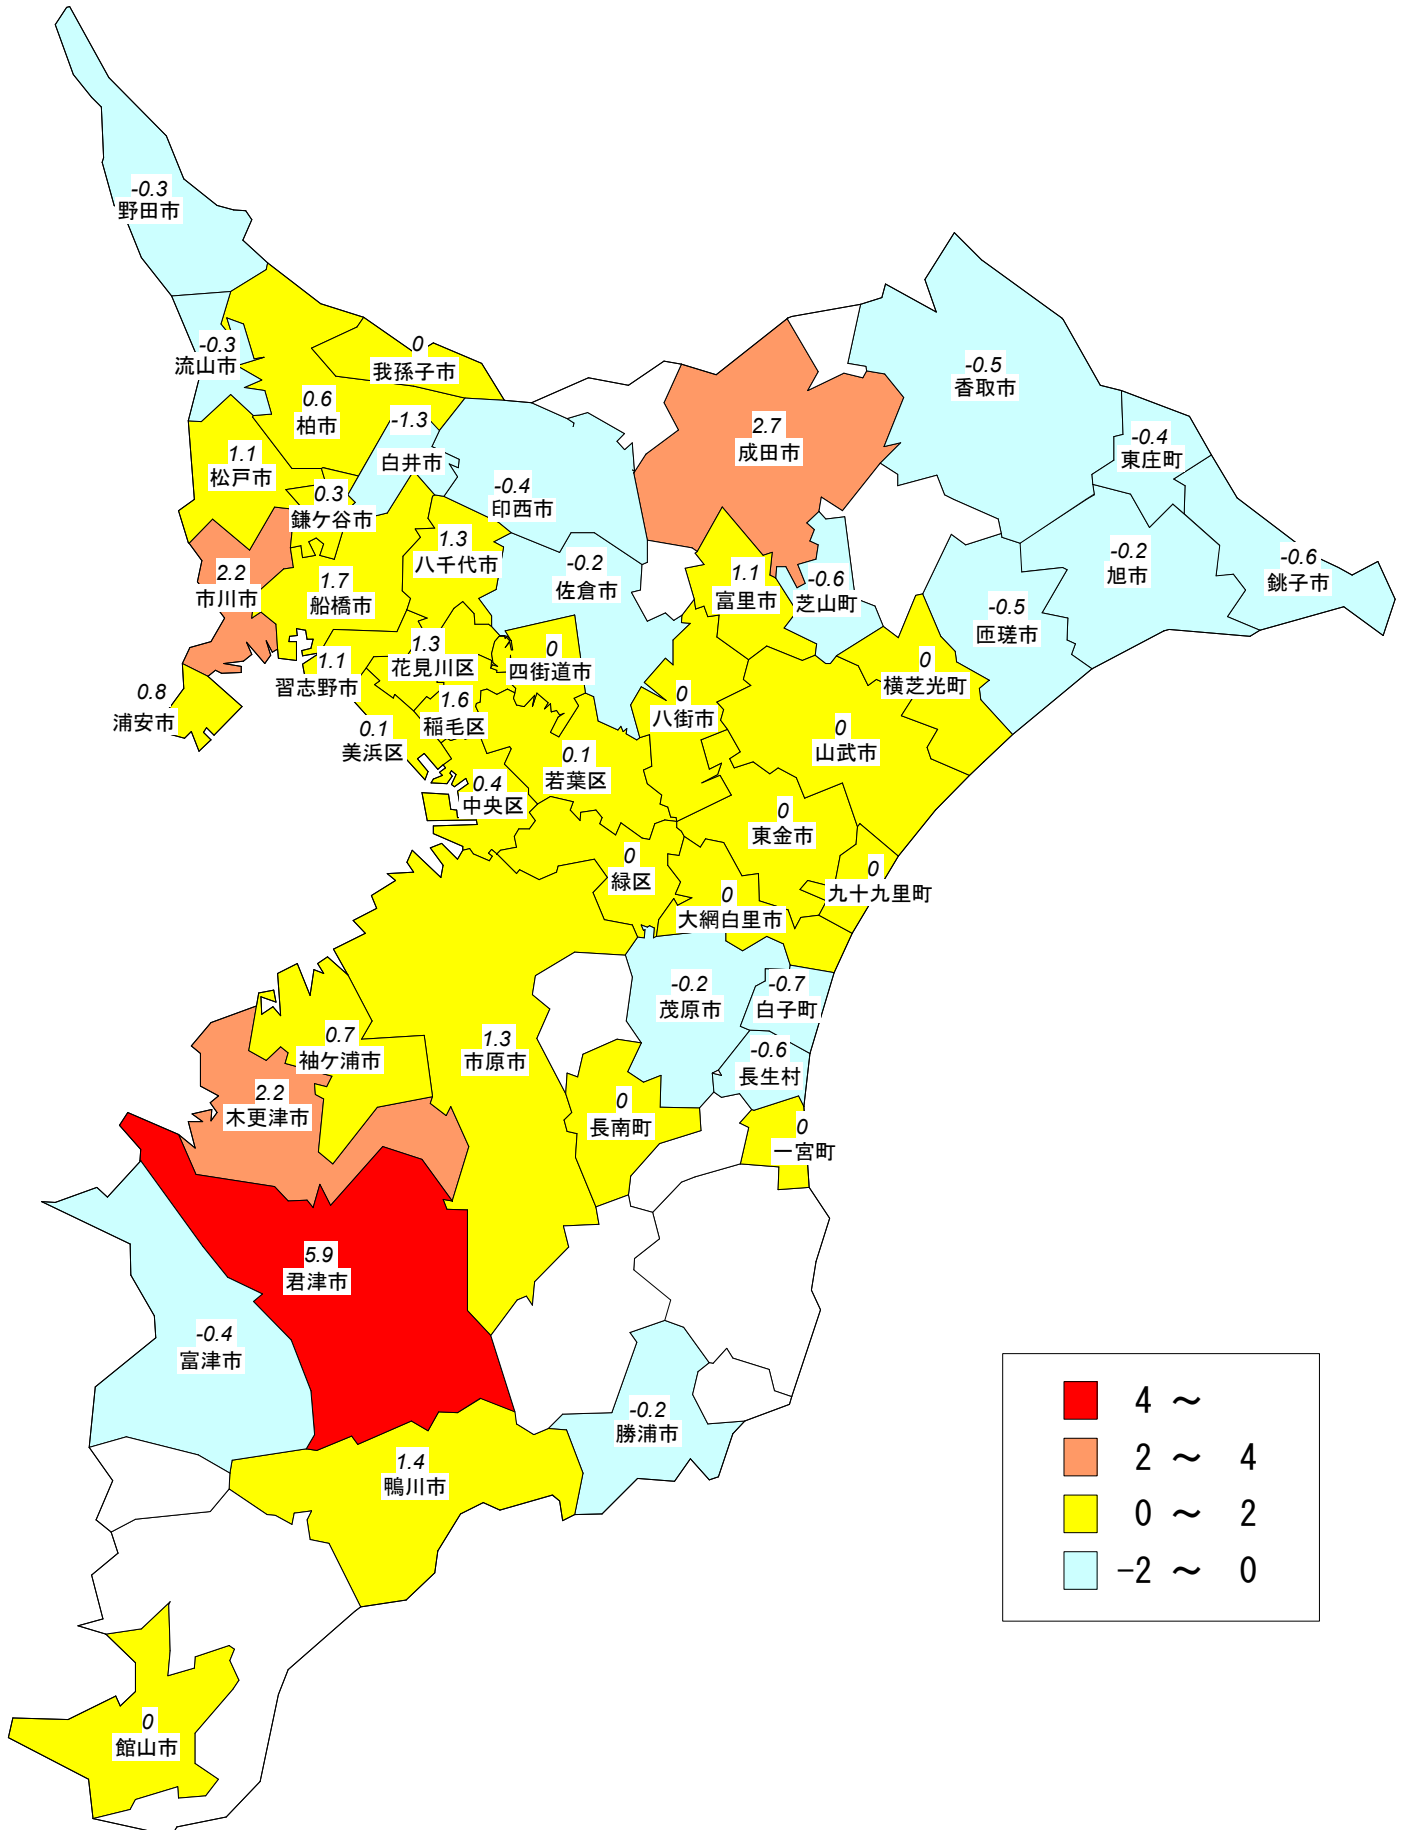 -0.3
野田市
-0.3
流山市
0
我孫子市
0.6
柏市
-1.3
白井市
1.1
松戸市
0.3
鎌ケ谷市
-0.4
印西市
2.7
成田市
-0.5
香取市
-0.4
東庄町
2.2
市川市
1.7
船橋市
1.3
八千代市
-0.2
佐倉市
1.1
富里市
-0.6
芝山町
-0.5
匝瑳市
-0.2
旭市
-0.6
銚子市
0.8
浦安市
1.1
習志野市
1.3
花見川区
0
四街道市
0
八街市
0
横芝光町
0.1
美浜区
1.6
稲毛区
0.1
若葉区
0
山武市
0.4
中央区
0
緑区
0
東金市
0
大網白里市
0
九十九里町
0.7
袖ケ浦市
1.3
市原市
-0.2
茂原市
-0.7
白子町
-0.6
長生村
2.2
木更津市
0
長南町
0
一宮町
5.9
君津市
-0.4
富津市
-0.2
勝浦市
1.4
鴨川市
0
館山市
4 ～
2 ～ 4
0 ～ 2
-2 ～ 0